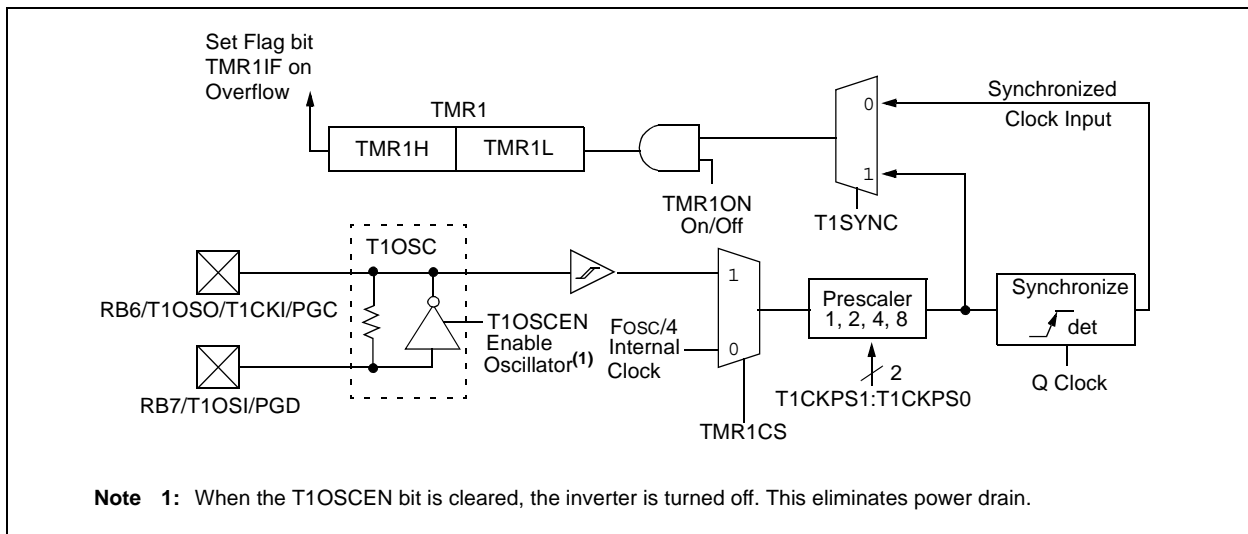 Set Flag bit
TMR1IF on
Overflow
TMR1
TMR1H
TMR1L
TMR1ON
On/Off
0
1
T1SYNC
Synchronized
Clock Input
T1OSC
RB6/T1OSO/T1CKI/PGC
RB7/T1OSI/PGD
T1OSCEN
Enable
Oscillator(1)
FOSC/4
Internal
Clock
1
0
TMR1CS
Prescaler
1, 2, 4, 8
2
T1CKPS1:T1CKPS0
Synchronize
det
Q Clock
Note 1: When the T1OSCEN bit is cleared, the inverter is turned off. This eliminates power drain.